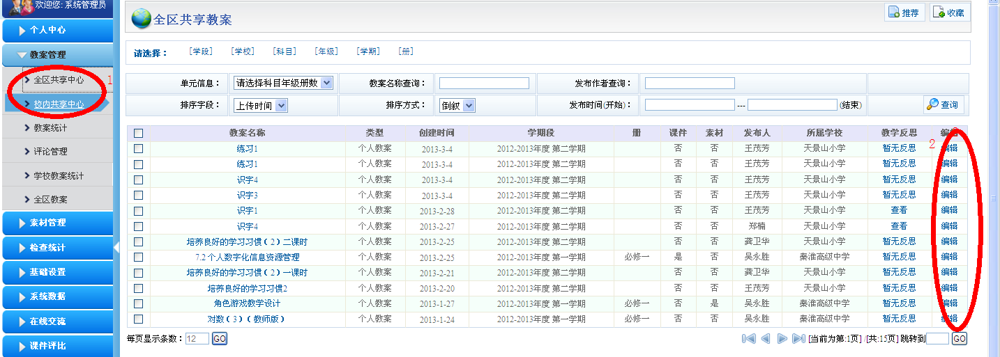 欢迎您: 系统管理员
个人中心
教案管理
全区共享中心
1
校内共享中心
教案统计
评论管理
学校教案统计
全区教案
素材管理
检查统计
基础设置
系统数据
在线交流
课件评比
全区共享教案
推荐 收藏
请选择： [学段] [学校] [科目] [年级] [学期] [册]
单元信息： 请选择科目年级册数 教案名称查询： 发布作者查询：
排序字段： 上传时间 排序方式： 倒叙 发布时间(开始)： --- (结束) 查询
教案名称 类型 创建时间 学期段 册 课件 素材 发布人 所属学校 教学反思 编辑
2
练习1 个人教案 2013-3-4 2012-2013年度 第二学期 否 否 王茂芳 天景山小学 暂无反思 编辑
练习1 个人教案 2013-3-4 2012-2013年度 第二学期 否 否 王茂芳 天景山小学 暂无反思 编辑
识字4 个人教案 2013-3-4 2012-2013年度 第二学期 否 否 王茂芳 天景山小学 暂无反思 编辑
识字3 个人教案 2013-3-4 2012-2013年度 第二学期 否 否 王茂芳 天景山小学 暂无反思 编辑
识字1 个人教案 2013-2-28 2012-2013年度 第二学期 否 否 王茂芳 天景山小学 查看 编辑
识字4 个人教案 2013-2-27 2012-2013年度 第二学期 否 否 郑楠 天景山小学 查看 编辑
培养良好的学习习惯（2）二课时 个人教案 2013-2-25 2012-2013年度 第二学期 否 否 龚卫华 天景山小学 暂无反思 编辑
7.2 个人数字化信息资源管理 个人教案 2013-2-25 2012-2013年度 第一学期 必修一 是 否 吴永胜 秦淮高级中学 暂无反思 编辑
培养良好的学习习惯（2）一课时 个人教案 2013-2-21 2012-2013年度 第二学期 否 否 龚卫华 天景山小学 暂无反思 编辑
培养良好的学习习惯2 个人教案 2013-2-20 2012-2013年度 第二学期 否 否 王茂芳 天景山小学 暂无反思 编辑
角色游戏教学设计 个人教案 2013-1-27 2012-2013年度 第一学期 必修一 否 是 吴永胜 秦淮高级中学 暂无反思 编辑
对数（3）（教师版） 个人教案 2013-1-24 2012-2013年度 第一学期 必修一 否 否 吴永胜 秦淮高级中学 暂无反思 编辑
每页显示条数： 12 GO [当前为第:1页] /[共:15页] 跳转到 GO